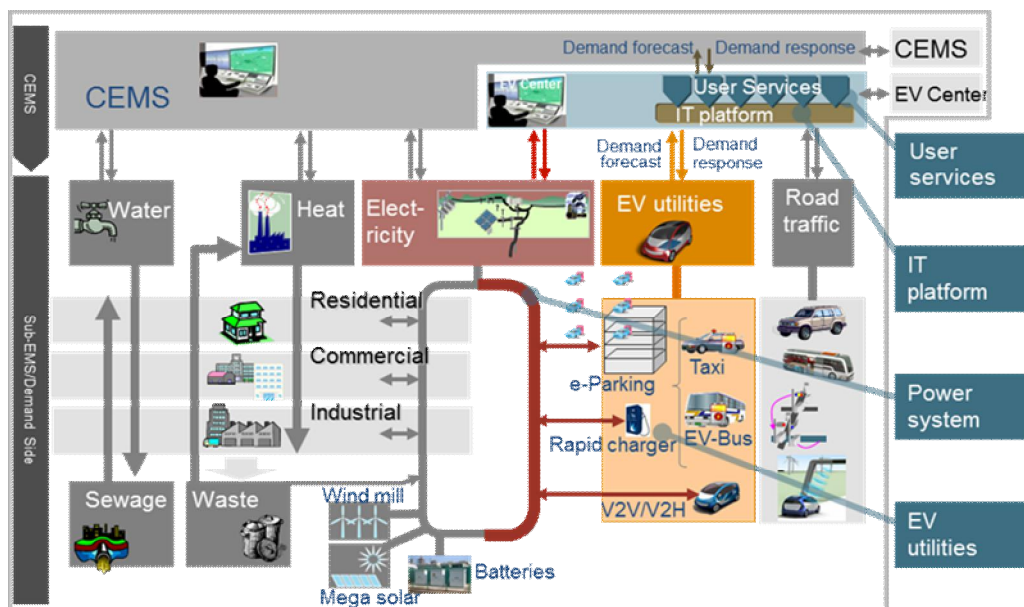 CEMS
Demand forecast
Demand response
CEMS
CEMS
EV Center
User Services
EV Center
IT platform
Demand
forecast
Demand
response
User
services
Water
Heat
Elect-
ricity
EV utilities
Road
traffic
IT
platform
Sub-EMS/Demand Side
Residential
Commercial
Industrial
e-Parking
Taxi
Rapid charger
EV-Bus
V2V/V2H
Power
system
Sewage
Waste
Wind mill
Mega solar
Batteries
EV
utilities